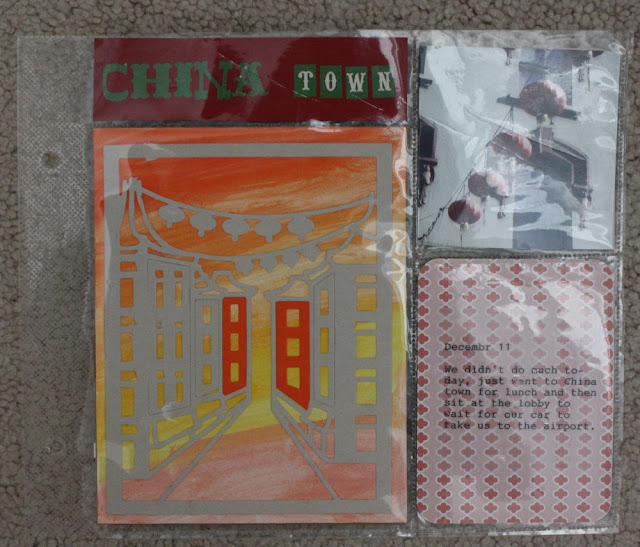 CHINA TOWN
Decembr 11
We didn't do much to-
day, just went to China
town for lunch and then
sit at the lobby to
wait for our car to
take us to the airport.